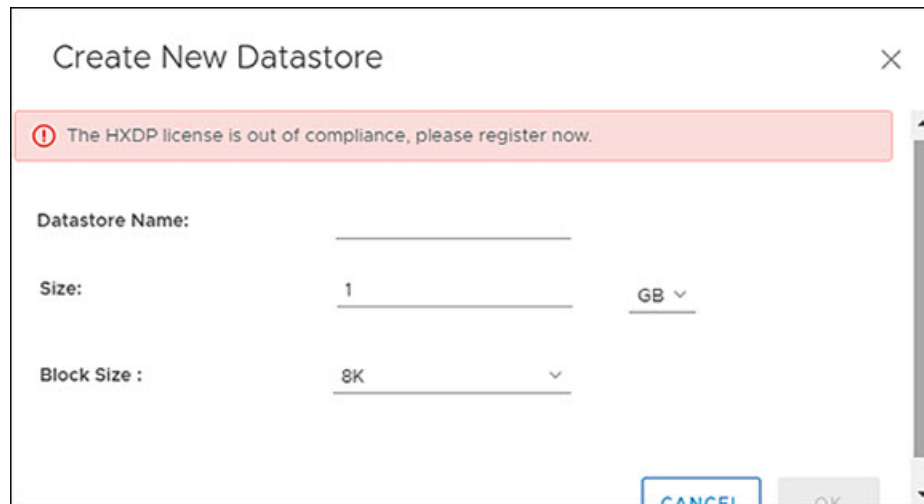 Create New Datastore
The HXDP license is out of compliance, please register now.
Datastore Name:
Size:
1
GB
Block Size :
8K
CANCEL
OK